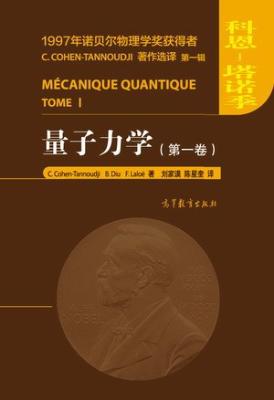 1997年诺贝尔物理学奖获得者
C. COHEN-TANNOUDJI 著作选译 第一辑
科恩-塔诺季
MÉCANIQUE QUANTIQUE
TOME I
量子力学(第一卷)
C. Cohen-Tannoudji B. Diu F. Laloë 著 刘家谟 陈星奎 译
高等教育出版社